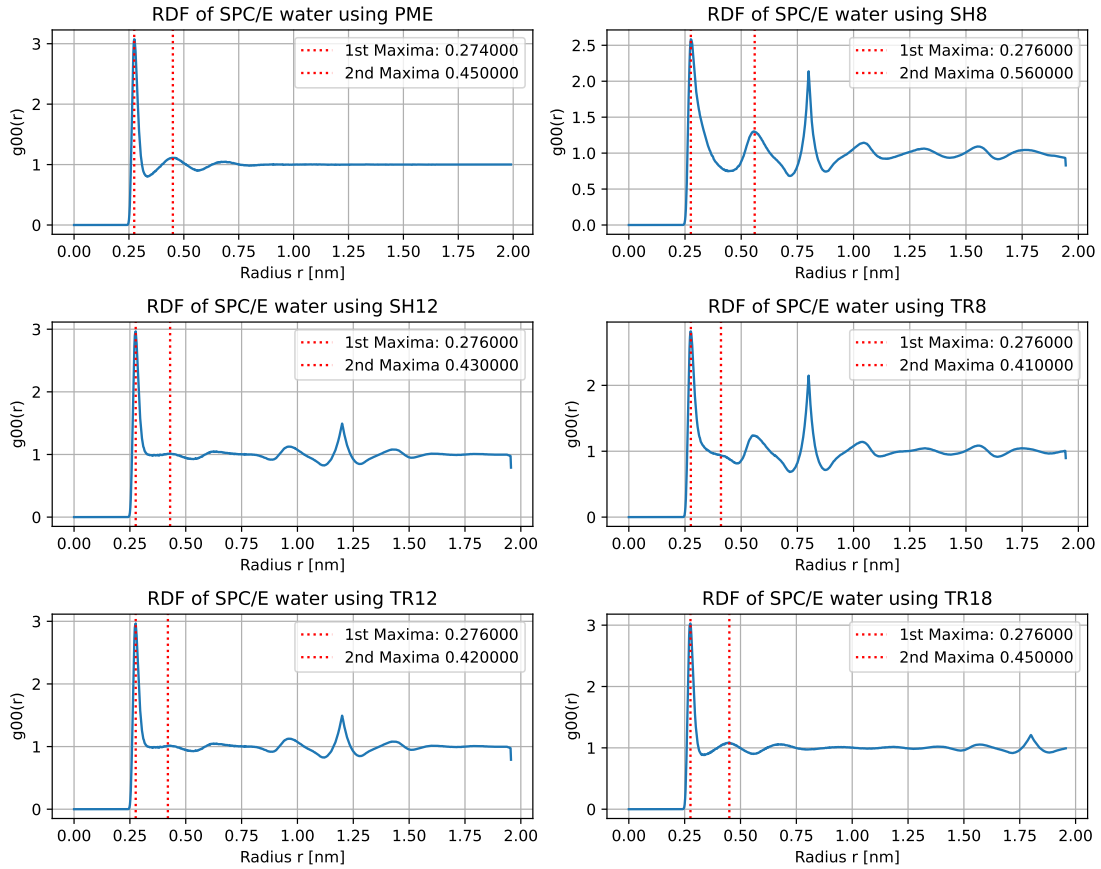 RDF of SPC/E water using PME
3
2
1
0
g00(r)
1st Maxima: 0.274000
2nd Maxima 0.450000
0.00 0.25 0.50 0.75 1.00 1.25 1.50 1.75 2.00
Radius r [nm]
RDF of SPC/E water using SH8
2.5
2.0
1.5
1.0
0.5
0.0
g00(r)
1st Maxima: 0.276000
2nd Maxima 0.560000
0.00 0.25 0.50 0.75 1.00 1.25 1.50 1.75 2.00
Radius r [nm]
RDF of SPC/E water using SH12
3
2
1
0
g00(r)
1st Maxima: 0.276000
2nd Maxima 0.430000
0.00 0.25 0.50 0.75 1.00 1.25 1.50 1.75 2.00
Radius r [nm]
RDF of SPC/E water using TR8
2
1
0
g00(r)
1st Maxima: 0.276000
2nd Maxima 0.410000
0.00 0.25 0.50 0.75 1.00 1.25 1.50 1.75 2.00
Radius r [nm]
RDF of SPC/E water using TR12
3
2
1
0
g00(r)
1st Maxima: 0.276000
2nd Maxima 0.420000
0.00 0.25 0.50 0.75 1.00 1.25 1.50 1.75 2.00
Radius r [nm]
RDF of SPC/E water using TR18
3
2
1
0
g00(r)
1st Maxima: 0.276000
2nd Maxima 0.450000
0.00 0.25 0.50 0.75 1.00 1.25 1.50 1.75 2.00
Radius r [nm]